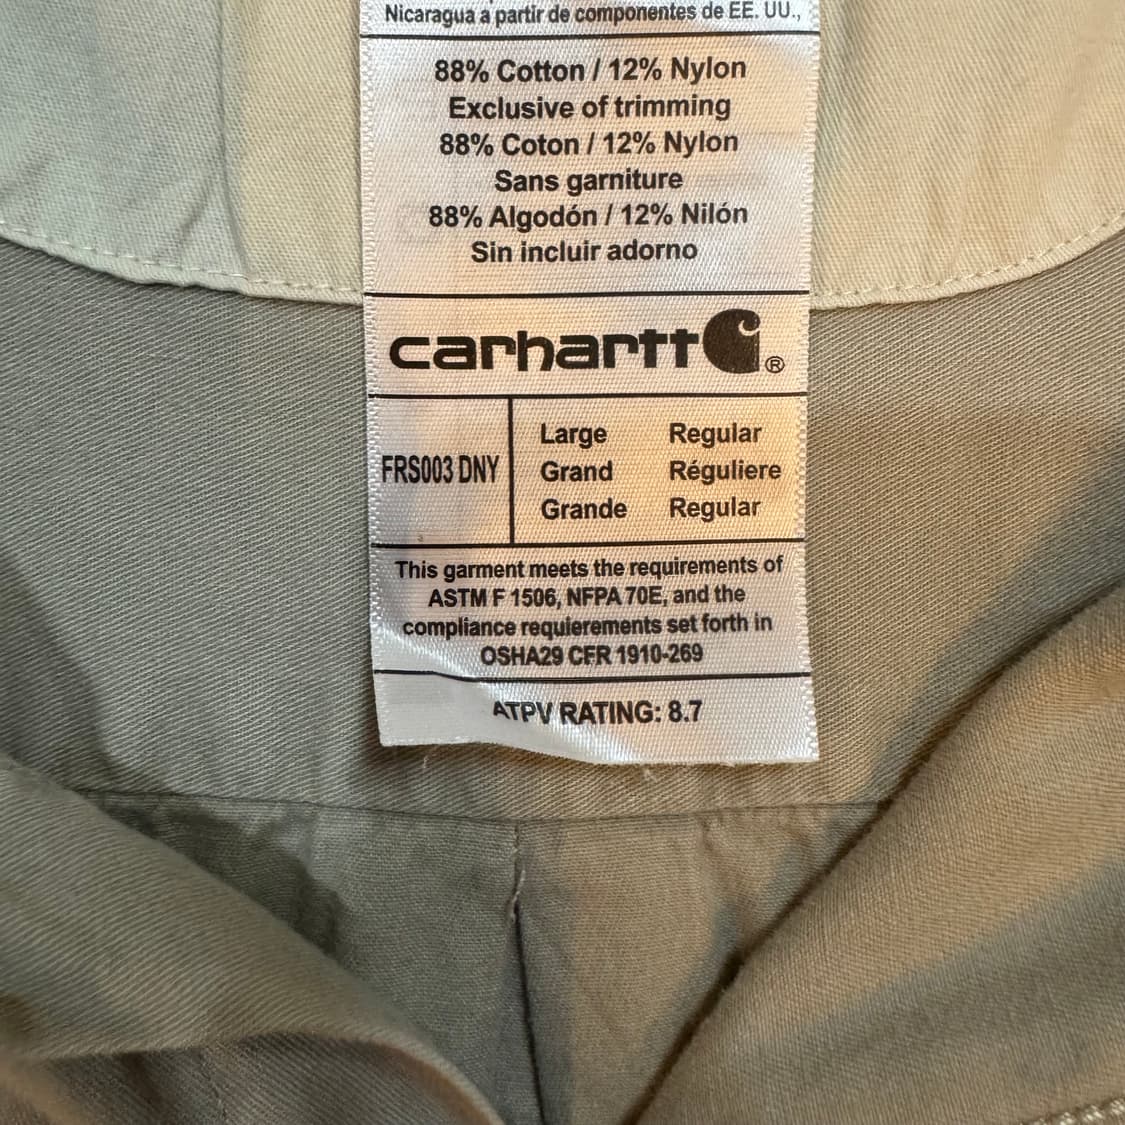 Nicaragua a partir de componentes de EE. UU.,
88% Cotton / 12% Nylon
Exclusive of trimming
88% Coton / 12% Nylon
Sans garniture
88% Algodón / 12% Nilón
Sin incluir adorno
carhartt ®
FRS003 DNY
Large Regular
Grand Réguliere
Grande Regular
This garment meets the requirements of
ASTM F 1506, NFPA 70E, and the
compliance requierements set forth in
OSHA29 CFR 1910-269
ATPV RATING: 8.7